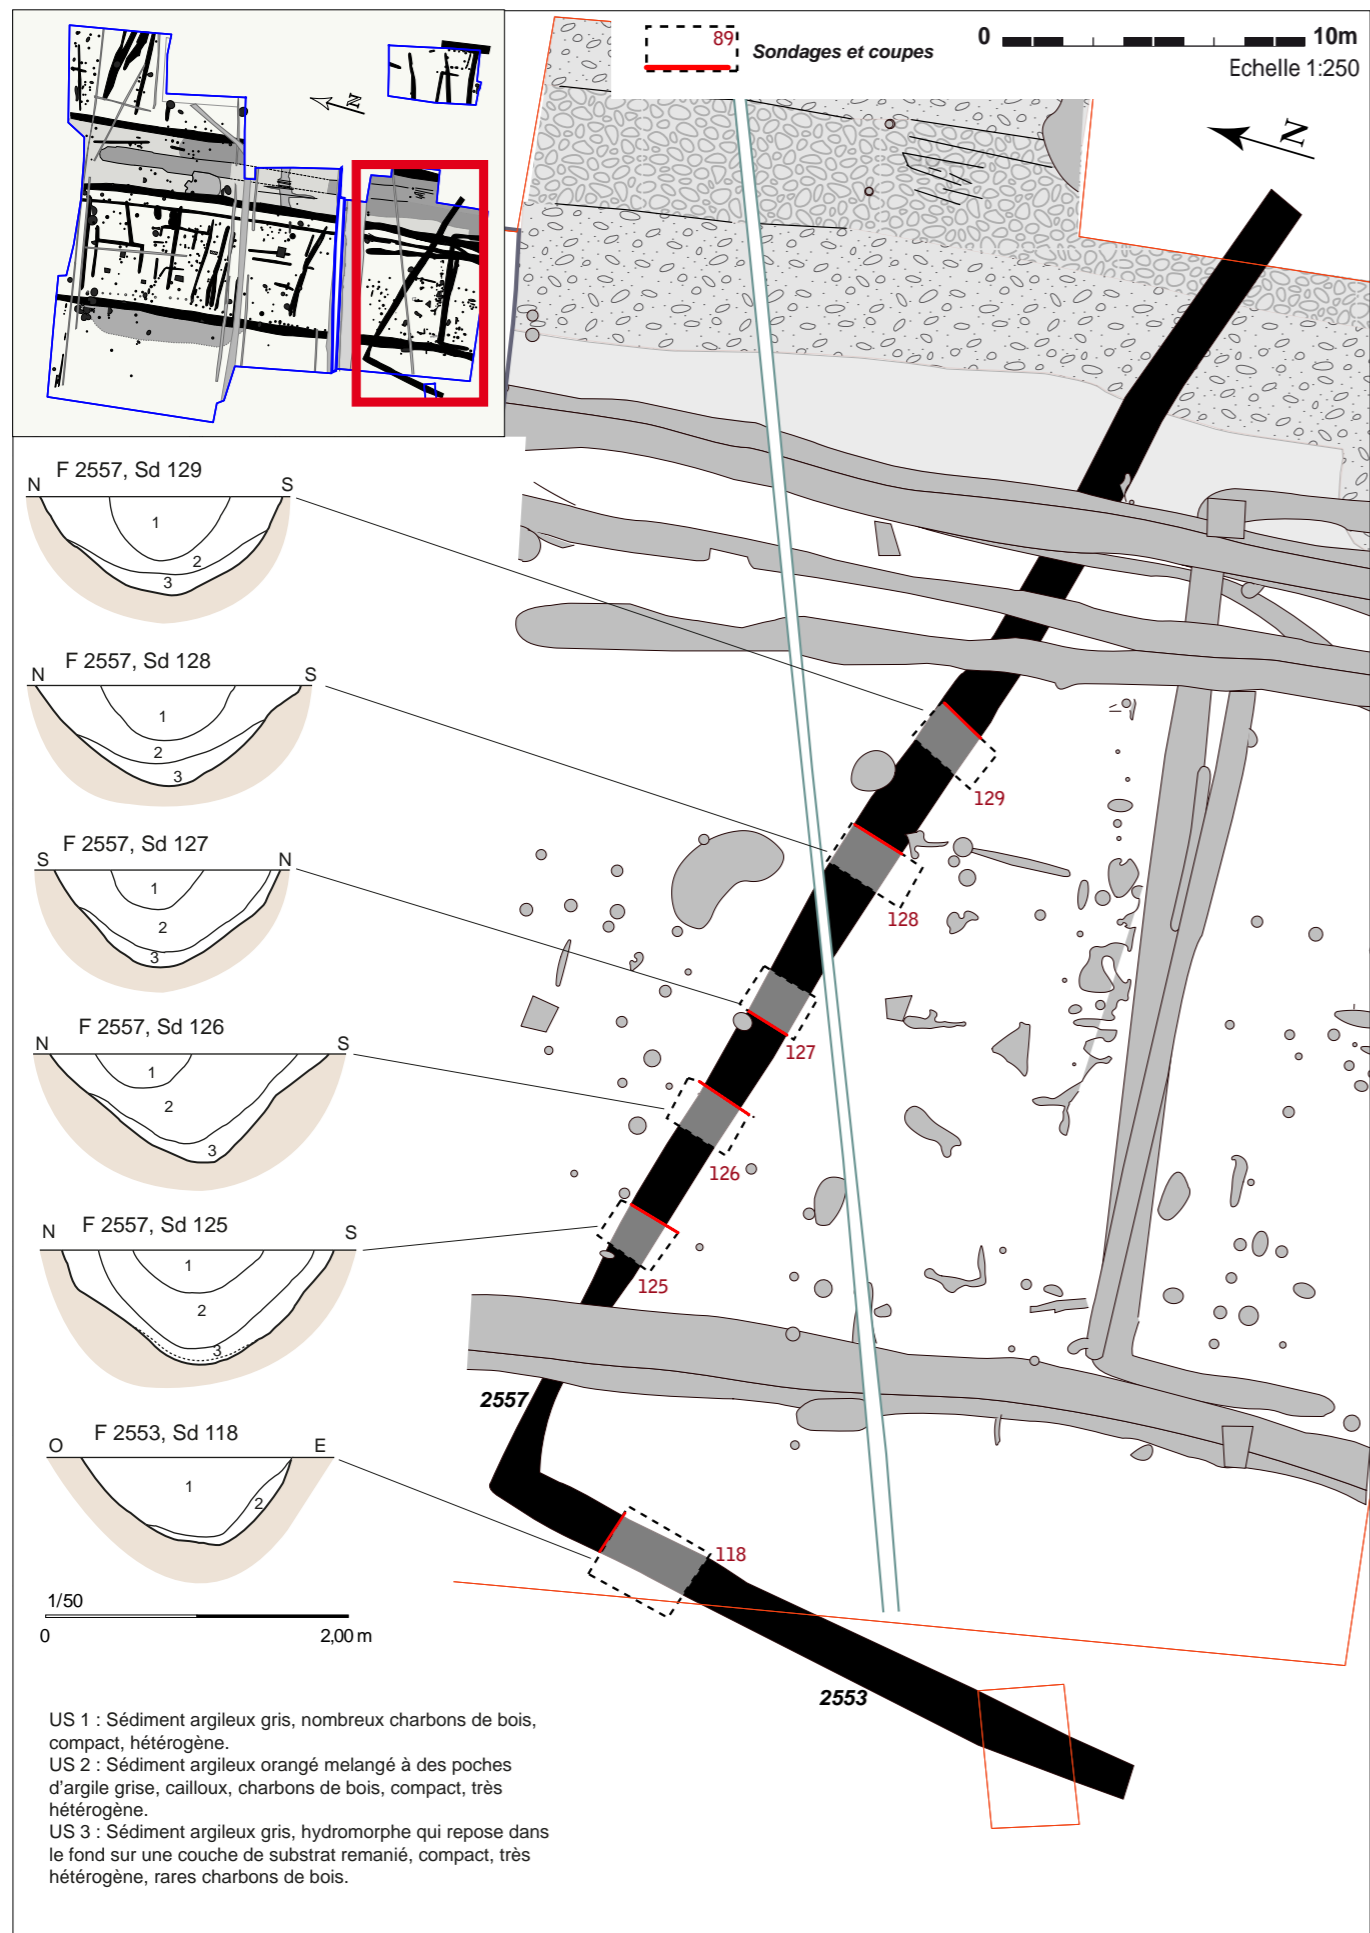 89
Sondages et coupes
0 10m
Echelle 1:250
N
N
F 2557, Sd 129
N S
1
2
3
F 2557, Sd 128
N S
1
2
3
F 2557, Sd 127
S N
1
2
3
F 2557, Sd 126
N S
1
2
3
F 2557, Sd 125
N S
1
2
3
F 2553, Sd 118
O E
1
2
1/50
0 2,00 m
129
128
127
126
125
2557
118
2553
US 1 : Sédiment argileux gris, nombreux charbons de bois,
compact, hétérogène.
US 2 : Sédiment argileux orangé melangé à des poches
d'argile grise, cailloux, charbons de bois, compact, très
hétérogène.
US 3 : Sédiment argileux gris, hydromorphe qui repose dans
le fond sur une couche de substrat remanié, compact, très
hétérogène, rares charbons de bois.